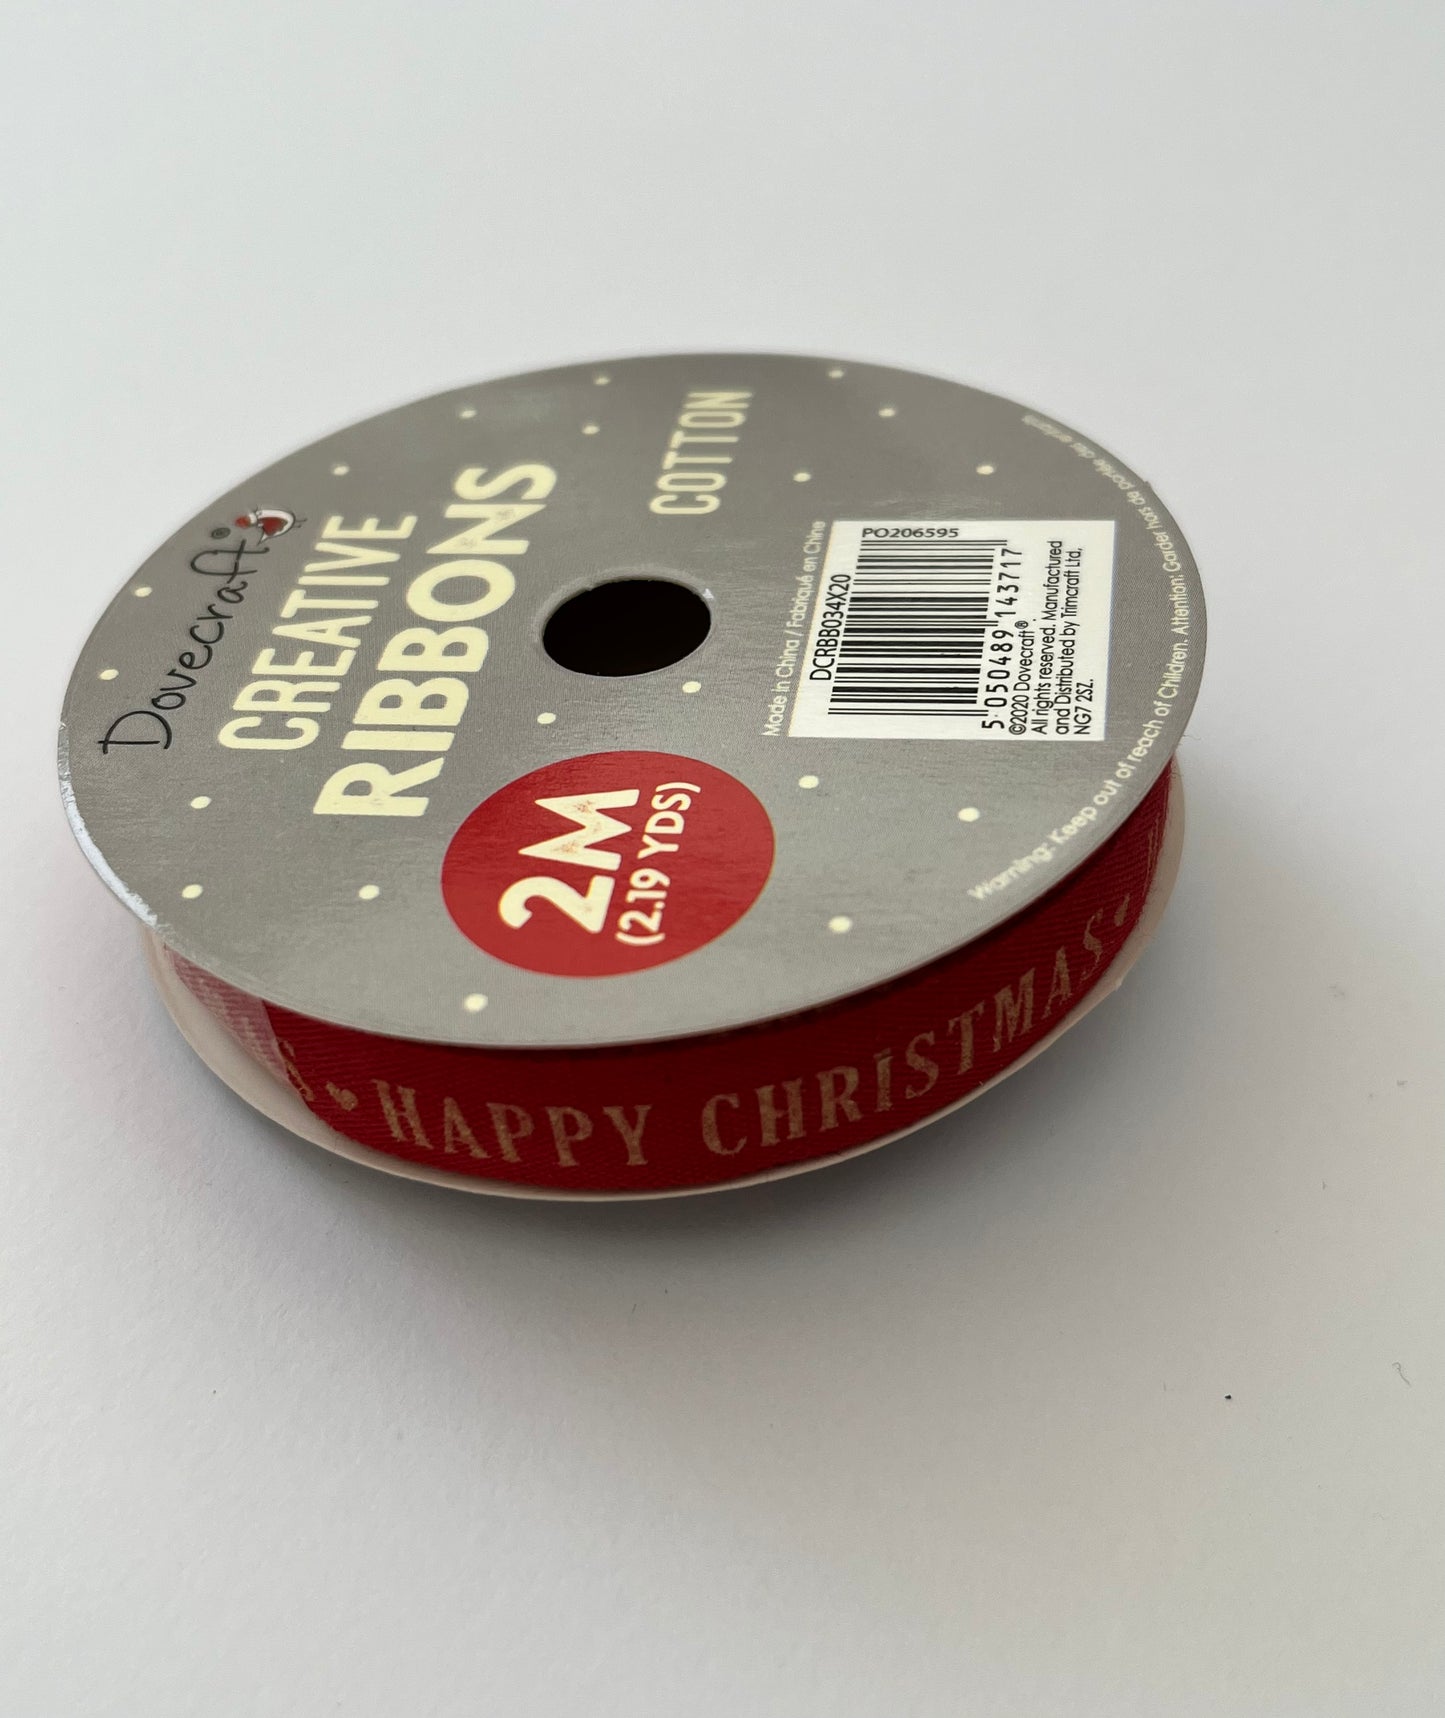 Dovecraft®
CREATIVE
RIBBONS
COTTON
2M
(2.19 YDS)
Made in China / Fabriqué en Chine
PO206595
DCRBB034X20
5 050489 143717
©2020 Dovecraft®
All rights reserved. Manufactured
and Distributed by Trimcraft Ltd,
NG7 2SZ.
Warning: Keep out of reach of Children. Attention: Garder hors de portée des enfants
HAPPY CHRISTMAS